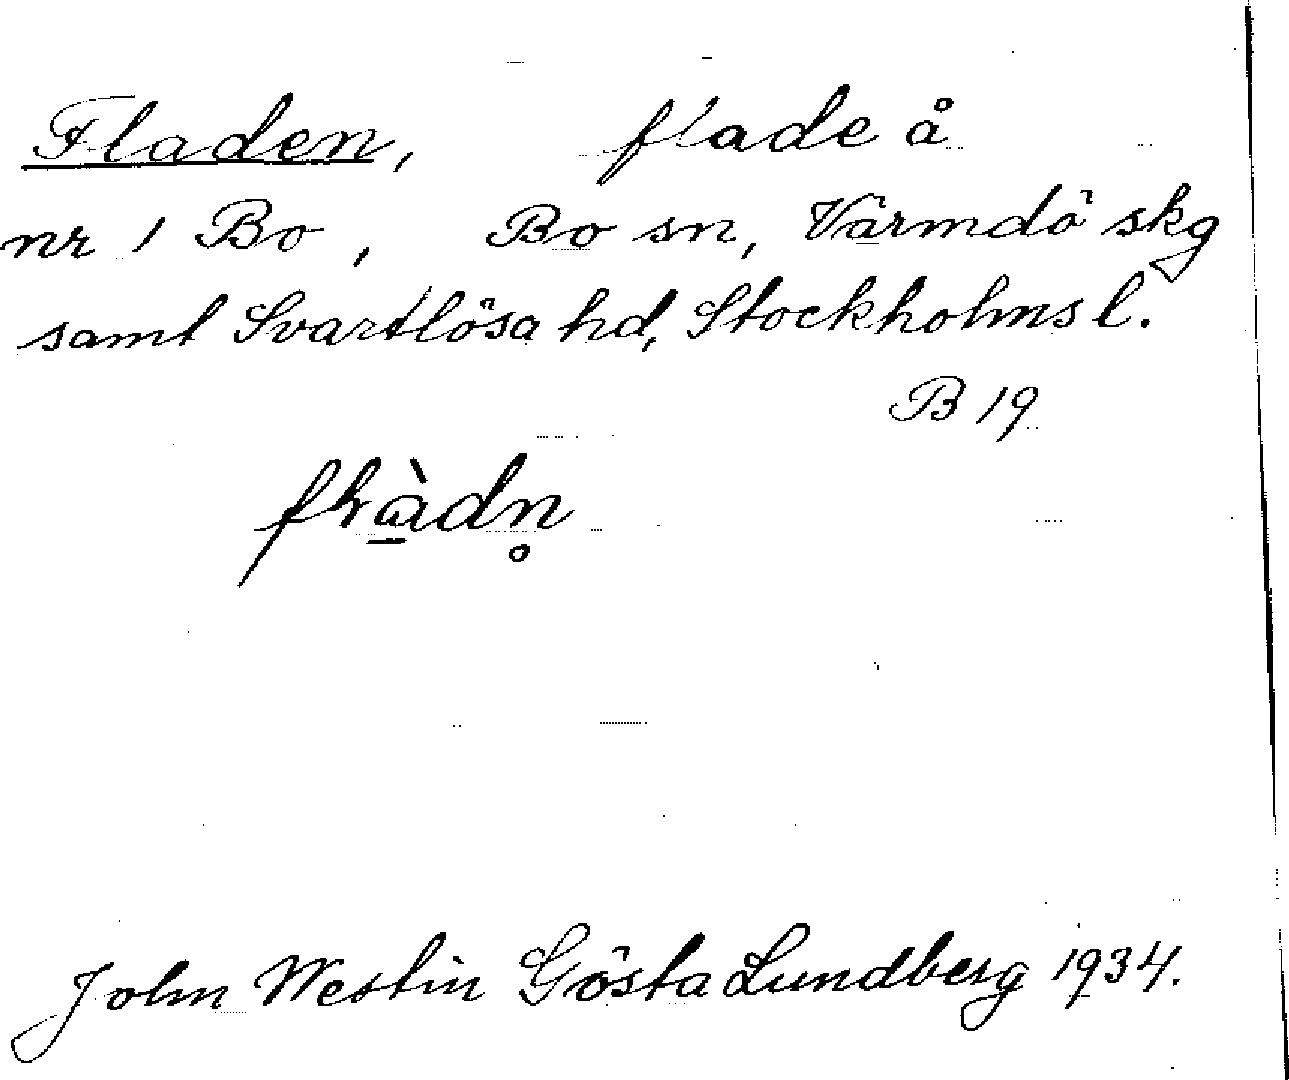 Fladen, flade å
nr 1 Bo, Bo sn, Värmdö skg
samt Svartlösa hd, Stockholms l.
B 19
John Westin Gösta Lundberg 1934.